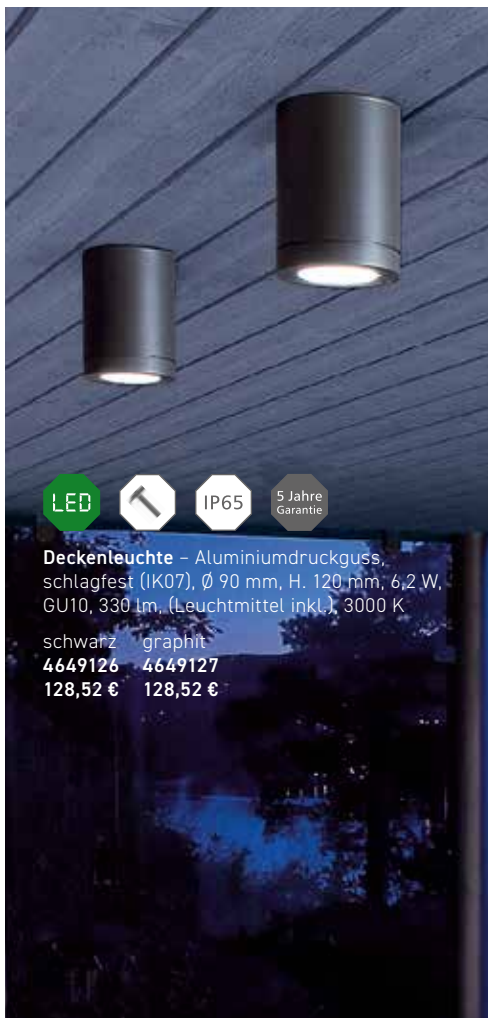 LED
IP65
5 Jahre
Garantie
Deckenleuchte – Aluminiumdruckguss,
schlagfest (IK07), Ø 90 mm, H. 120 mm, 6,2 W,
GU10, 330 lm, (Leuchtmittel inkl.), 3000 K
schwarz graphit
4649126 4649127
128,52 € 128,52 €